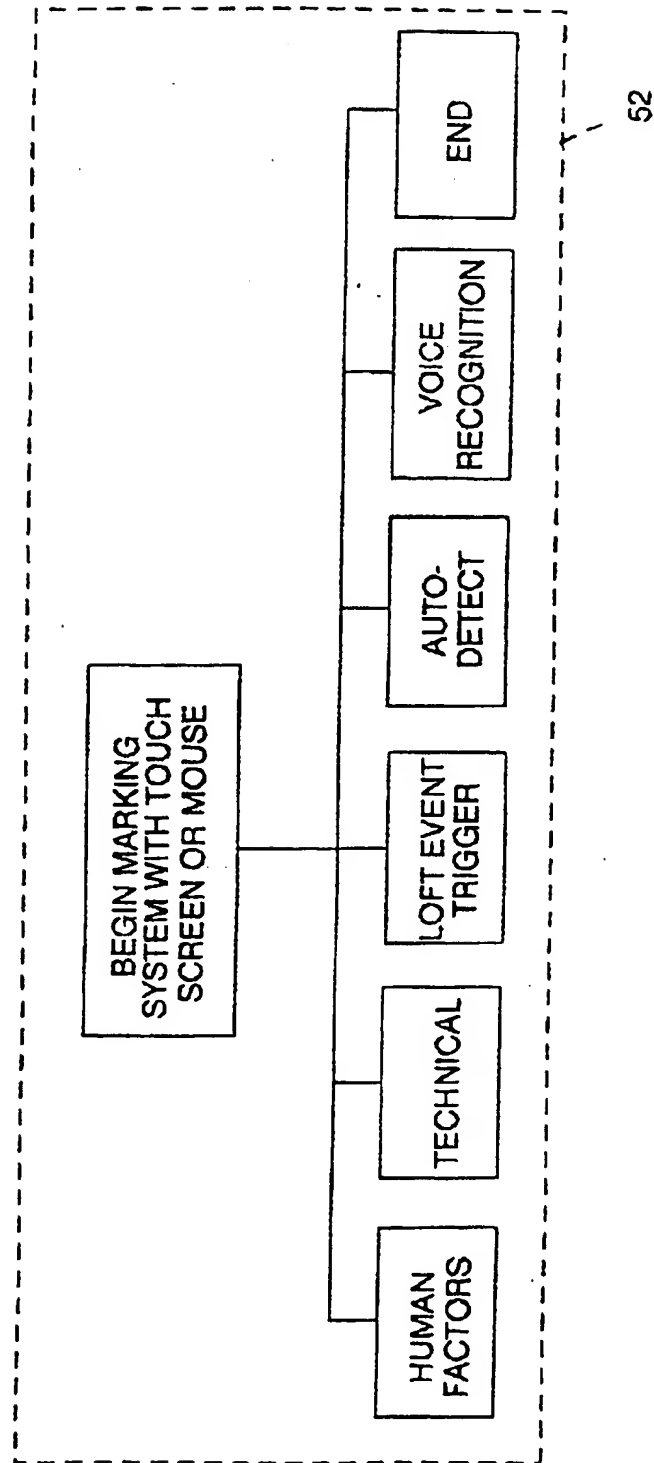 BEGIN MARKING
SYSTEM WITH TOUCH
SCREEN OR MOUSE
HUMAN
FACTORS
TECHNICAL
LOFT EVENT
TRIGGER
AUTO-
DETECT
VOICE
RECOGNITION
END
52